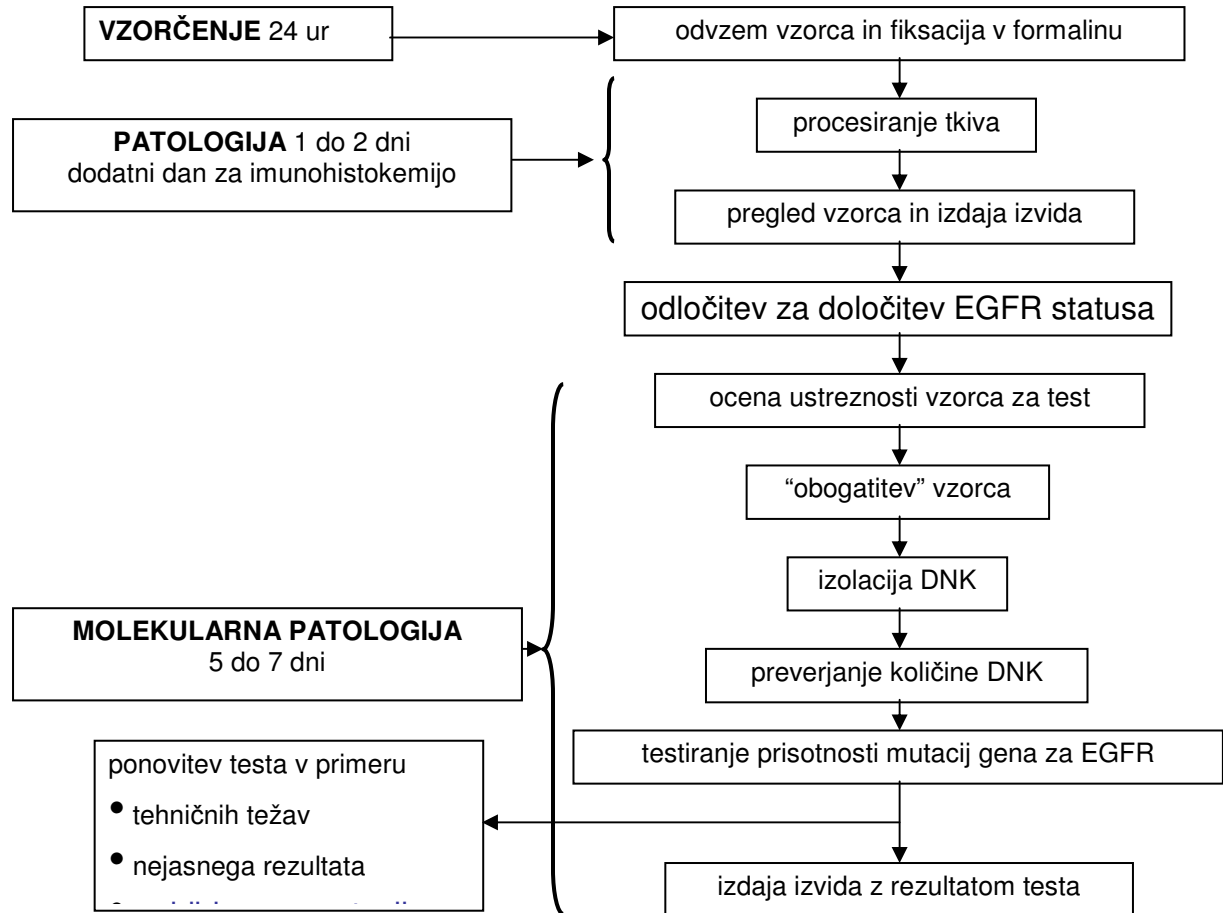 VZORČENJE 24 ur
odvzem vzorca in fiksacija v formalinu
PATOLOGIJA 1 do 2 dni
dodatni dan za imunohistokemijo
procesiranje tkiva
pregled vzorca in izdaja izvida
odločitev za določitev EGFR statusa
ocena ustreznosti vzorca za test
“obogatitev” vzorca
izolacija DNK
MOLEKULARNA PATOLOGIJA
5 do 7 dni
preverjanje količine DNK
testiranje prisotnosti mutacij gena za EGFR
ponovitev testa v primeru
• tehničnih težav
• nejasnega rezultata
izdaja izvida z rezultatom testa